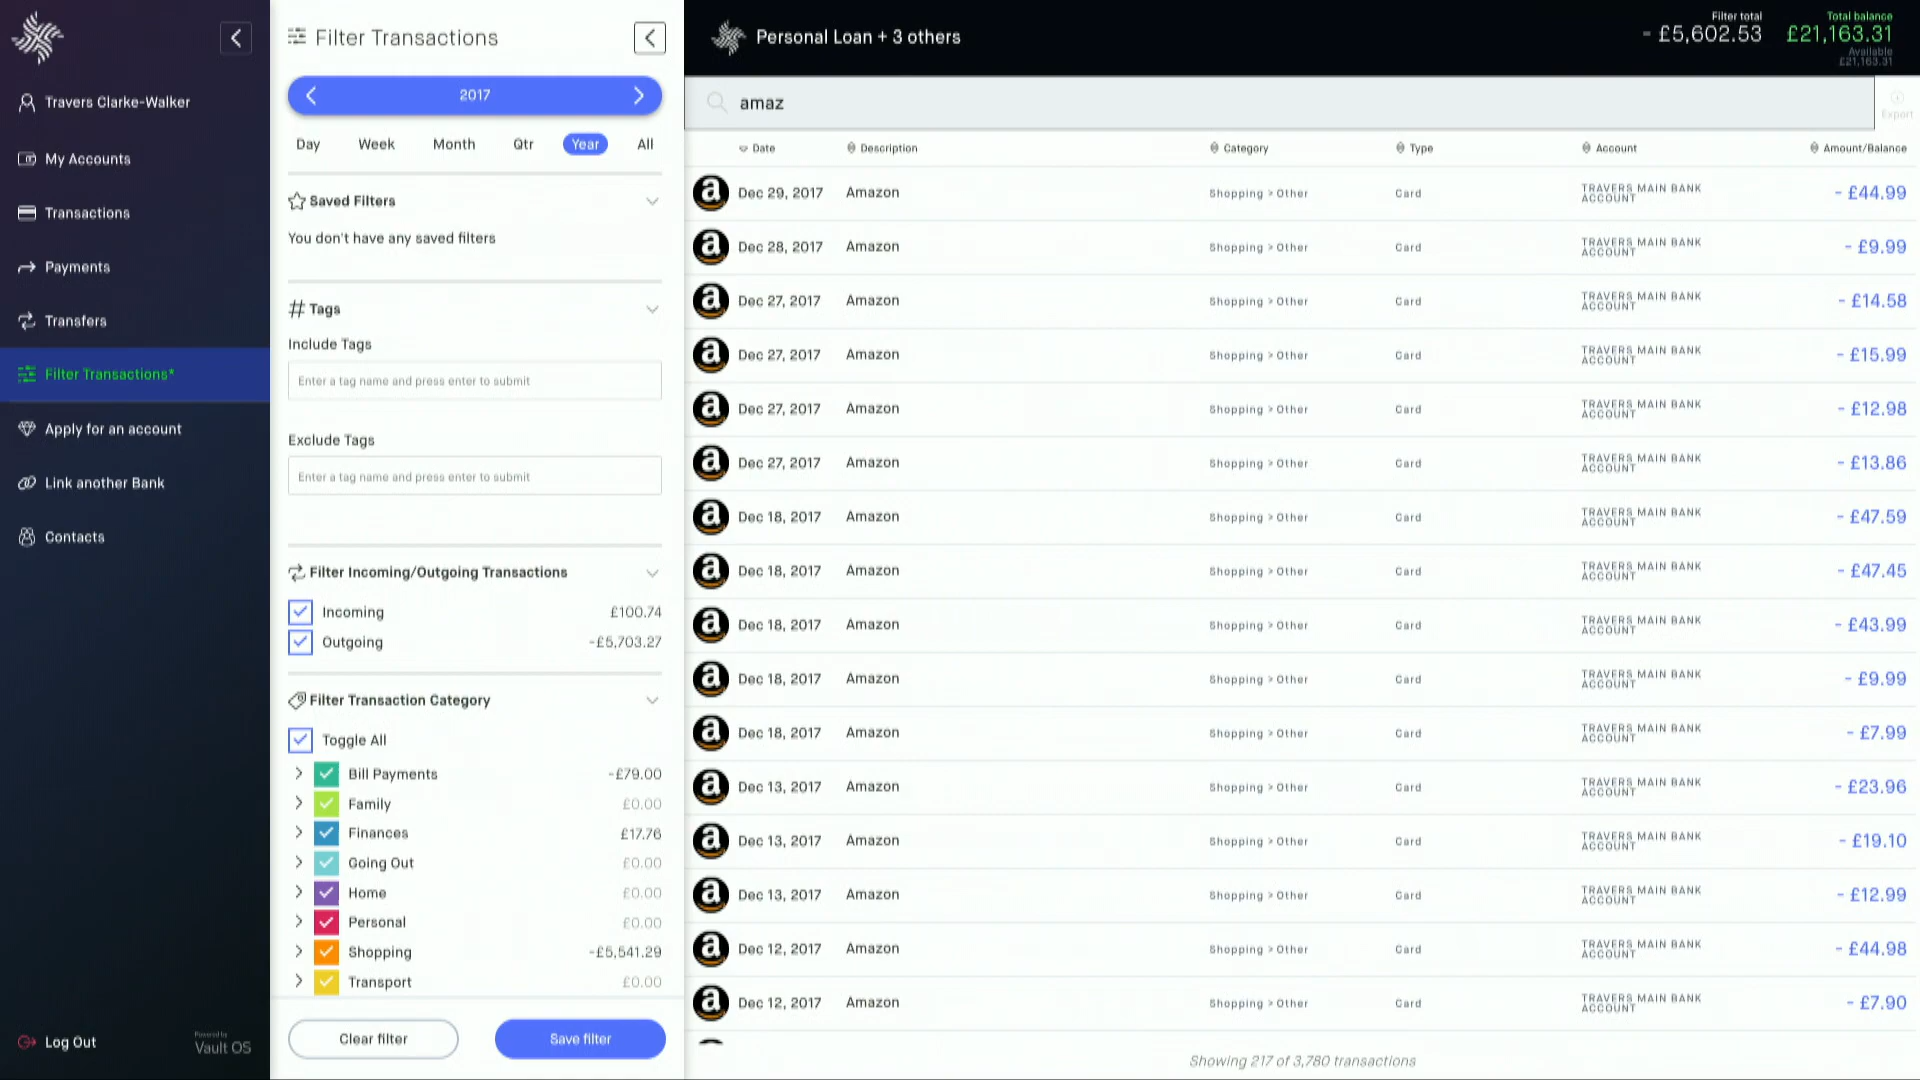 Travers Clarke-Walker
My Accounts
Transactions
Payments
Transfers
Filter Transactions*
Apply for an account
Link another Bank
Contacts
Log Out
Powered by
Vault OS
Filter Transactions
2017
Day Week Month Qtr Year All
Saved Filters
You don't have any saved filters
# Tags
Include Tags
Enter a tag name and press enter to submit
Exclude Tags
Enter a tag name and press enter to submit
Filter Incoming/Outgoing Transactions
Incoming £100.74
Outgoing -£5,703.27
Filter Transaction Category
Toggle All
Bill Payments -£79.00
Family £0.00
Finances £17.76
Going Out £0.00
Home £0.00
Personal £0.00
Shopping -£5,541.29
Transport £0.00
Clear filter Save filter
Personal Loan + 3 others
Filter total
- £5,602.53
Total balance
£21,163.31
Available
£21,163.31
amaz
Export
Date Description Category Type Account Amount/Balance
Dec 29, 2017 Amazon Shopping > Other Card TRAVERS MAIN BANK ACCOUNT - £44.99
Dec 28, 2017 Amazon Shopping > Other Card TRAVERS MAIN BANK ACCOUNT - £9.99
Dec 27, 2017 Amazon Shopping > Other Card TRAVERS MAIN BANK ACCOUNT - £14.58
Dec 27, 2017 Amazon Shopping > Other Card TRAVERS MAIN BANK ACCOUNT - £15.99
Dec 27, 2017 Amazon Shopping > Other Card TRAVERS MAIN BANK ACCOUNT - £12.98
Dec 27, 2017 Amazon Shopping > Other Card TRAVERS MAIN BANK ACCOUNT - £13.86
Dec 18, 2017 Amazon Shopping > Other Card TRAVERS MAIN BANK ACCOUNT - £47.59
Dec 18, 2017 Amazon Shopping > Other Card TRAVERS MAIN BANK ACCOUNT - £47.45
Dec 18, 2017 Amazon Shopping > Other Card TRAVERS MAIN BANK ACCOUNT - £43.99
Dec 18, 2017 Amazon Shopping > Other Card TRAVERS MAIN BANK ACCOUNT - £9.99
Dec 18, 2017 Amazon Shopping > Other Card TRAVERS MAIN BANK ACCOUNT - £7.99
Dec 13, 2017 Amazon Shopping > Other Card TRAVERS MAIN BANK ACCOUNT - £23.96
Dec 13, 2017 Amazon Shopping > Other Card TRAVERS MAIN BANK ACCOUNT - £19.10
Dec 13, 2017 Amazon Shopping > Other Card TRAVERS MAIN BANK ACCOUNT - £12.99
Dec 12, 2017 Amazon Shopping > Other Card TRAVERS MAIN BANK ACCOUNT - £44.98
Dec 12, 2017 Amazon Shopping > Other Card TRAVERS MAIN BANK ACCOUNT - £7.90
Showing 217 of 3,780 transactions